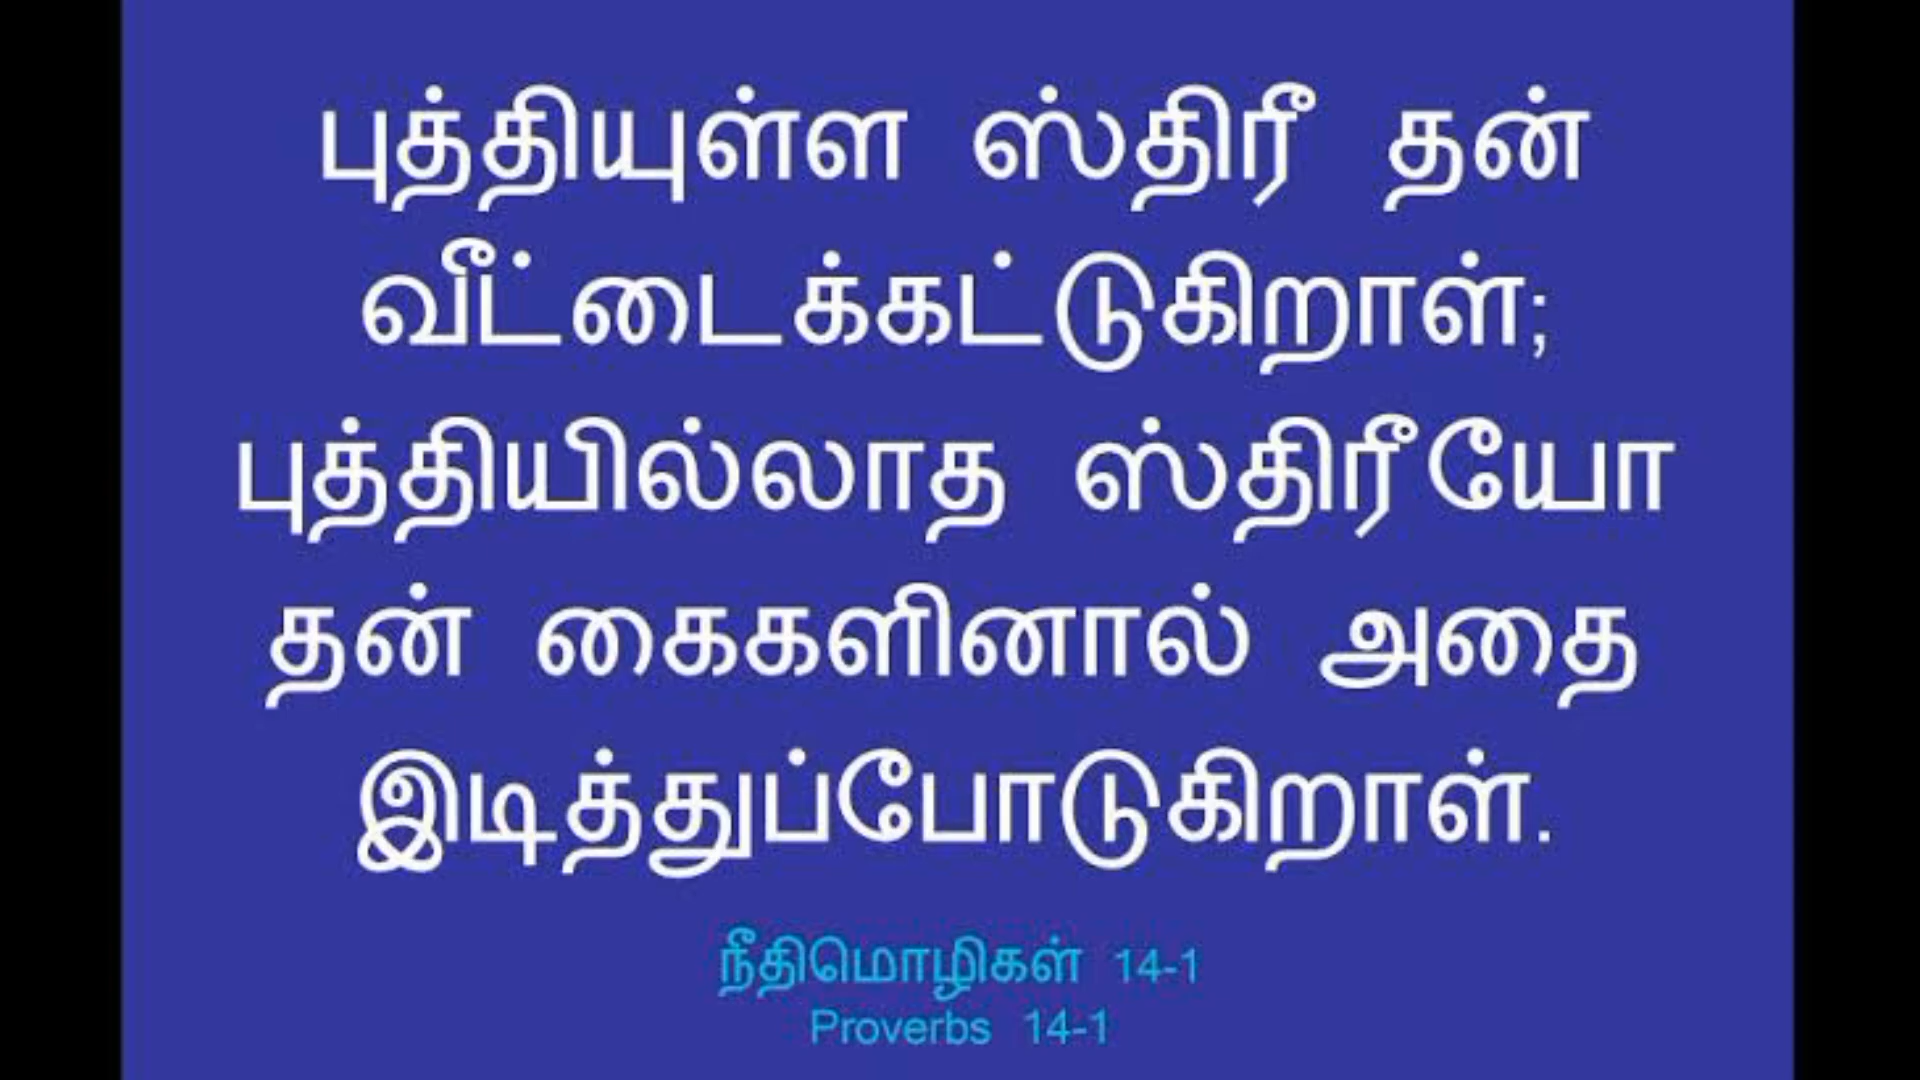 புத்தியுள்ள ஸ்திரீ தன்
வீட்டைக்கட்டுகிறாள்;
புத்தியில்லாத ஸ்திரீயோ
தன் கைகளினால் அதை
இடித்துப்போடுகிறாள்.
நீதிமொழிகள் 14-1
Proverbs 14-1